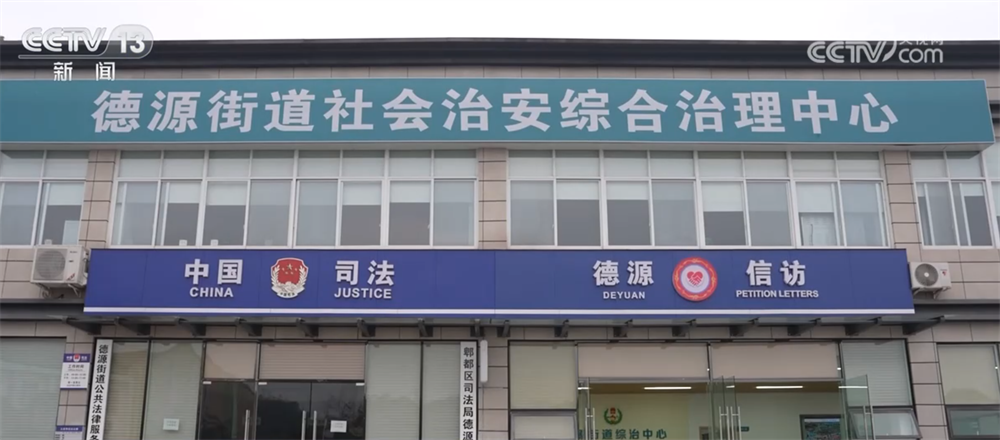 CCTV 13
新闻
央视网
CCTV com
德源街道社会治安综合治理中心
中国 司法
CHINA JUSTICE
德源 信访
DEYUAN PETITION LETTERS
德源街道公共法律服务
郫都区司法局德源
街道综治中心